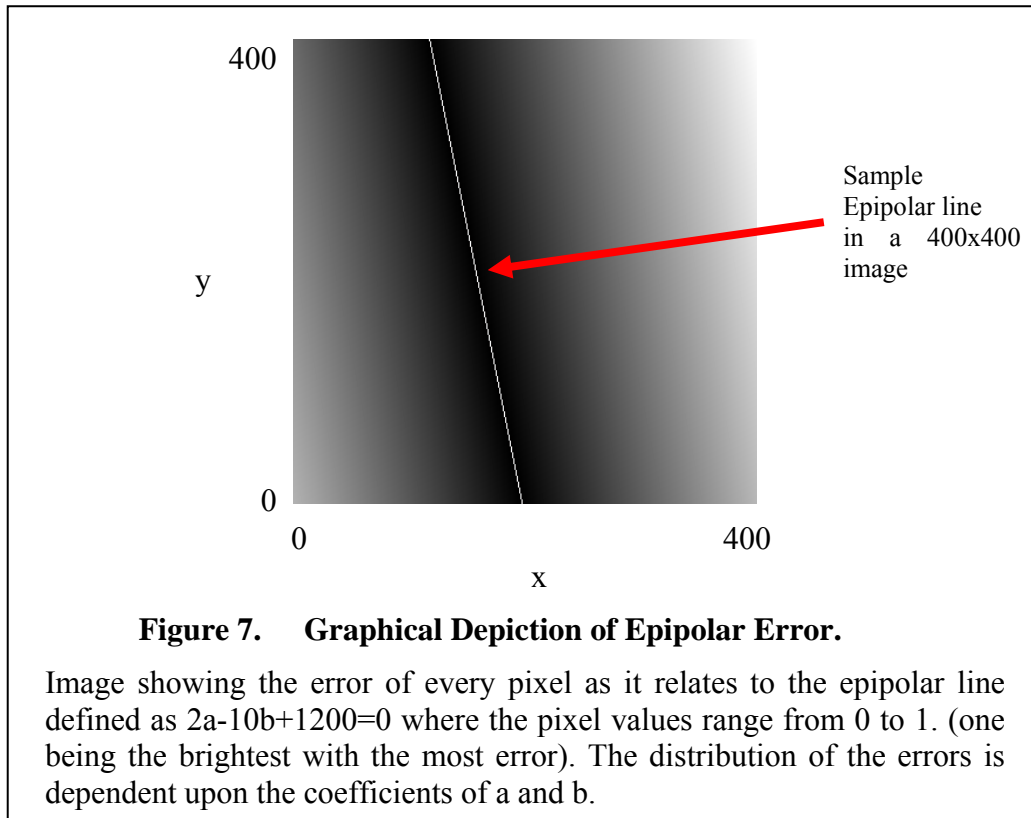 400
Sample
Epipolar line
in a 400x400
image
y
0
0
400
x
Figure 7. Graphical Depiction of Epipolar Error.
Image showing the error of every pixel as it relates to the epipolar line
defined as 2a-10b+1200=0 where the pixel values range from 0 to 1. (one
being the brightest with the most error). The distribution of the errors is
dependent upon the coefficients of a and b.